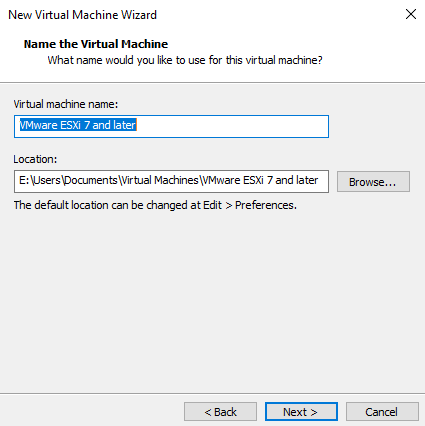 New Virtual Machine Wizard
Name the Virtual Machine
What name would you like to use for this virtual machine?
Virtual machine name:
VMware ESXi 7 and later
Location:
E:\Users\Documents\Virtual Machines\VMware ESXi 7 and later
Browse...
The default location can be changed at Edit > Preferences.
< Back
Next >
Cancel